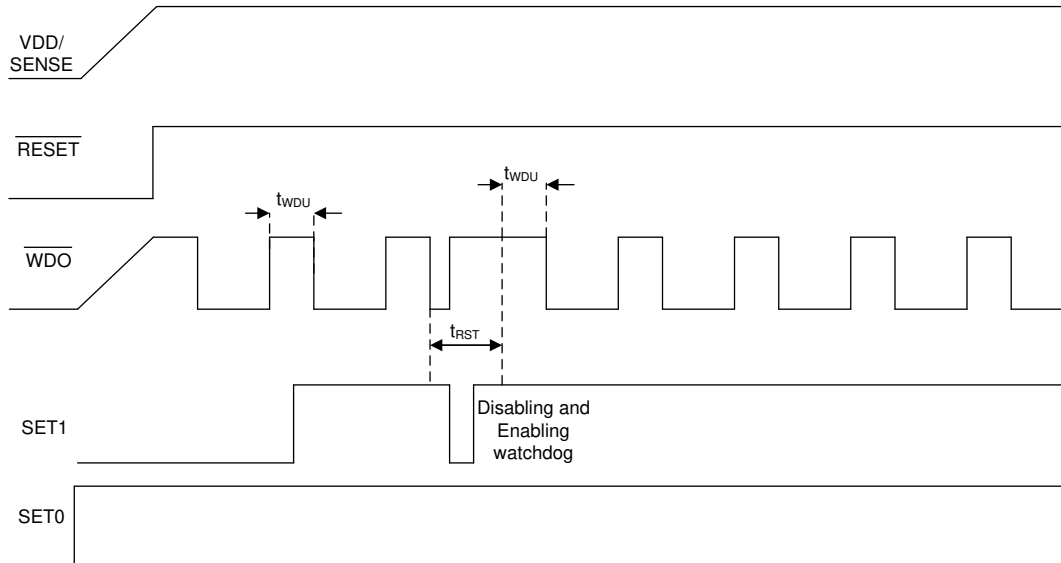 VDD/
SENSE
RESET
tWDU
tWDU
WDO
tRST
SET1
Disabling and
Enabling
watchdog
SET0